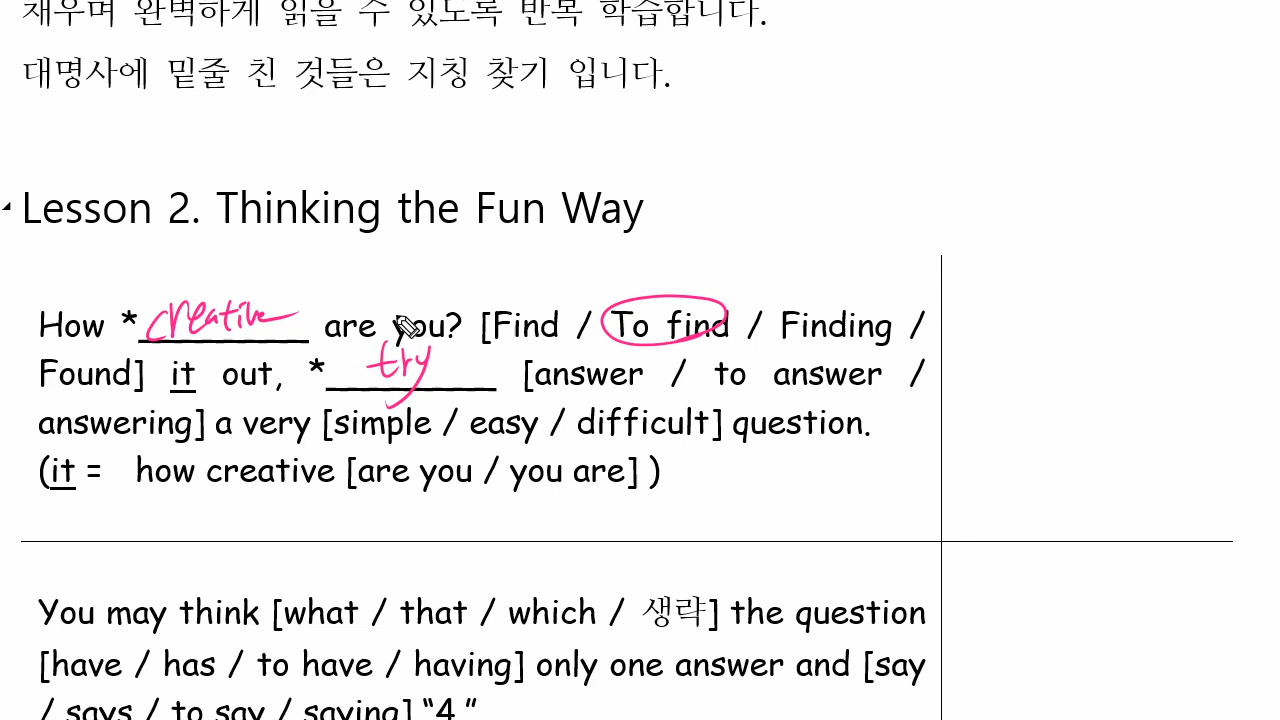 채우며 완벽하게 읽을 수 있도록 반복 학습합니다.
대명사에 밑줄 친 것들은 지칭 찾기 입니다.
Lesson 2. Thinking the Fun Way
How *creative are you? [Find / To find / Finding /
Found] it out, *try [answer / to answer /
answering] a very [simple / easy / difficult] question.
(it = how creative [are you / you are] )
You may think [what / that / which / 생략] the question
[have / has / to have / having] only one answer and [say
/ says / to say / saying] “4.”